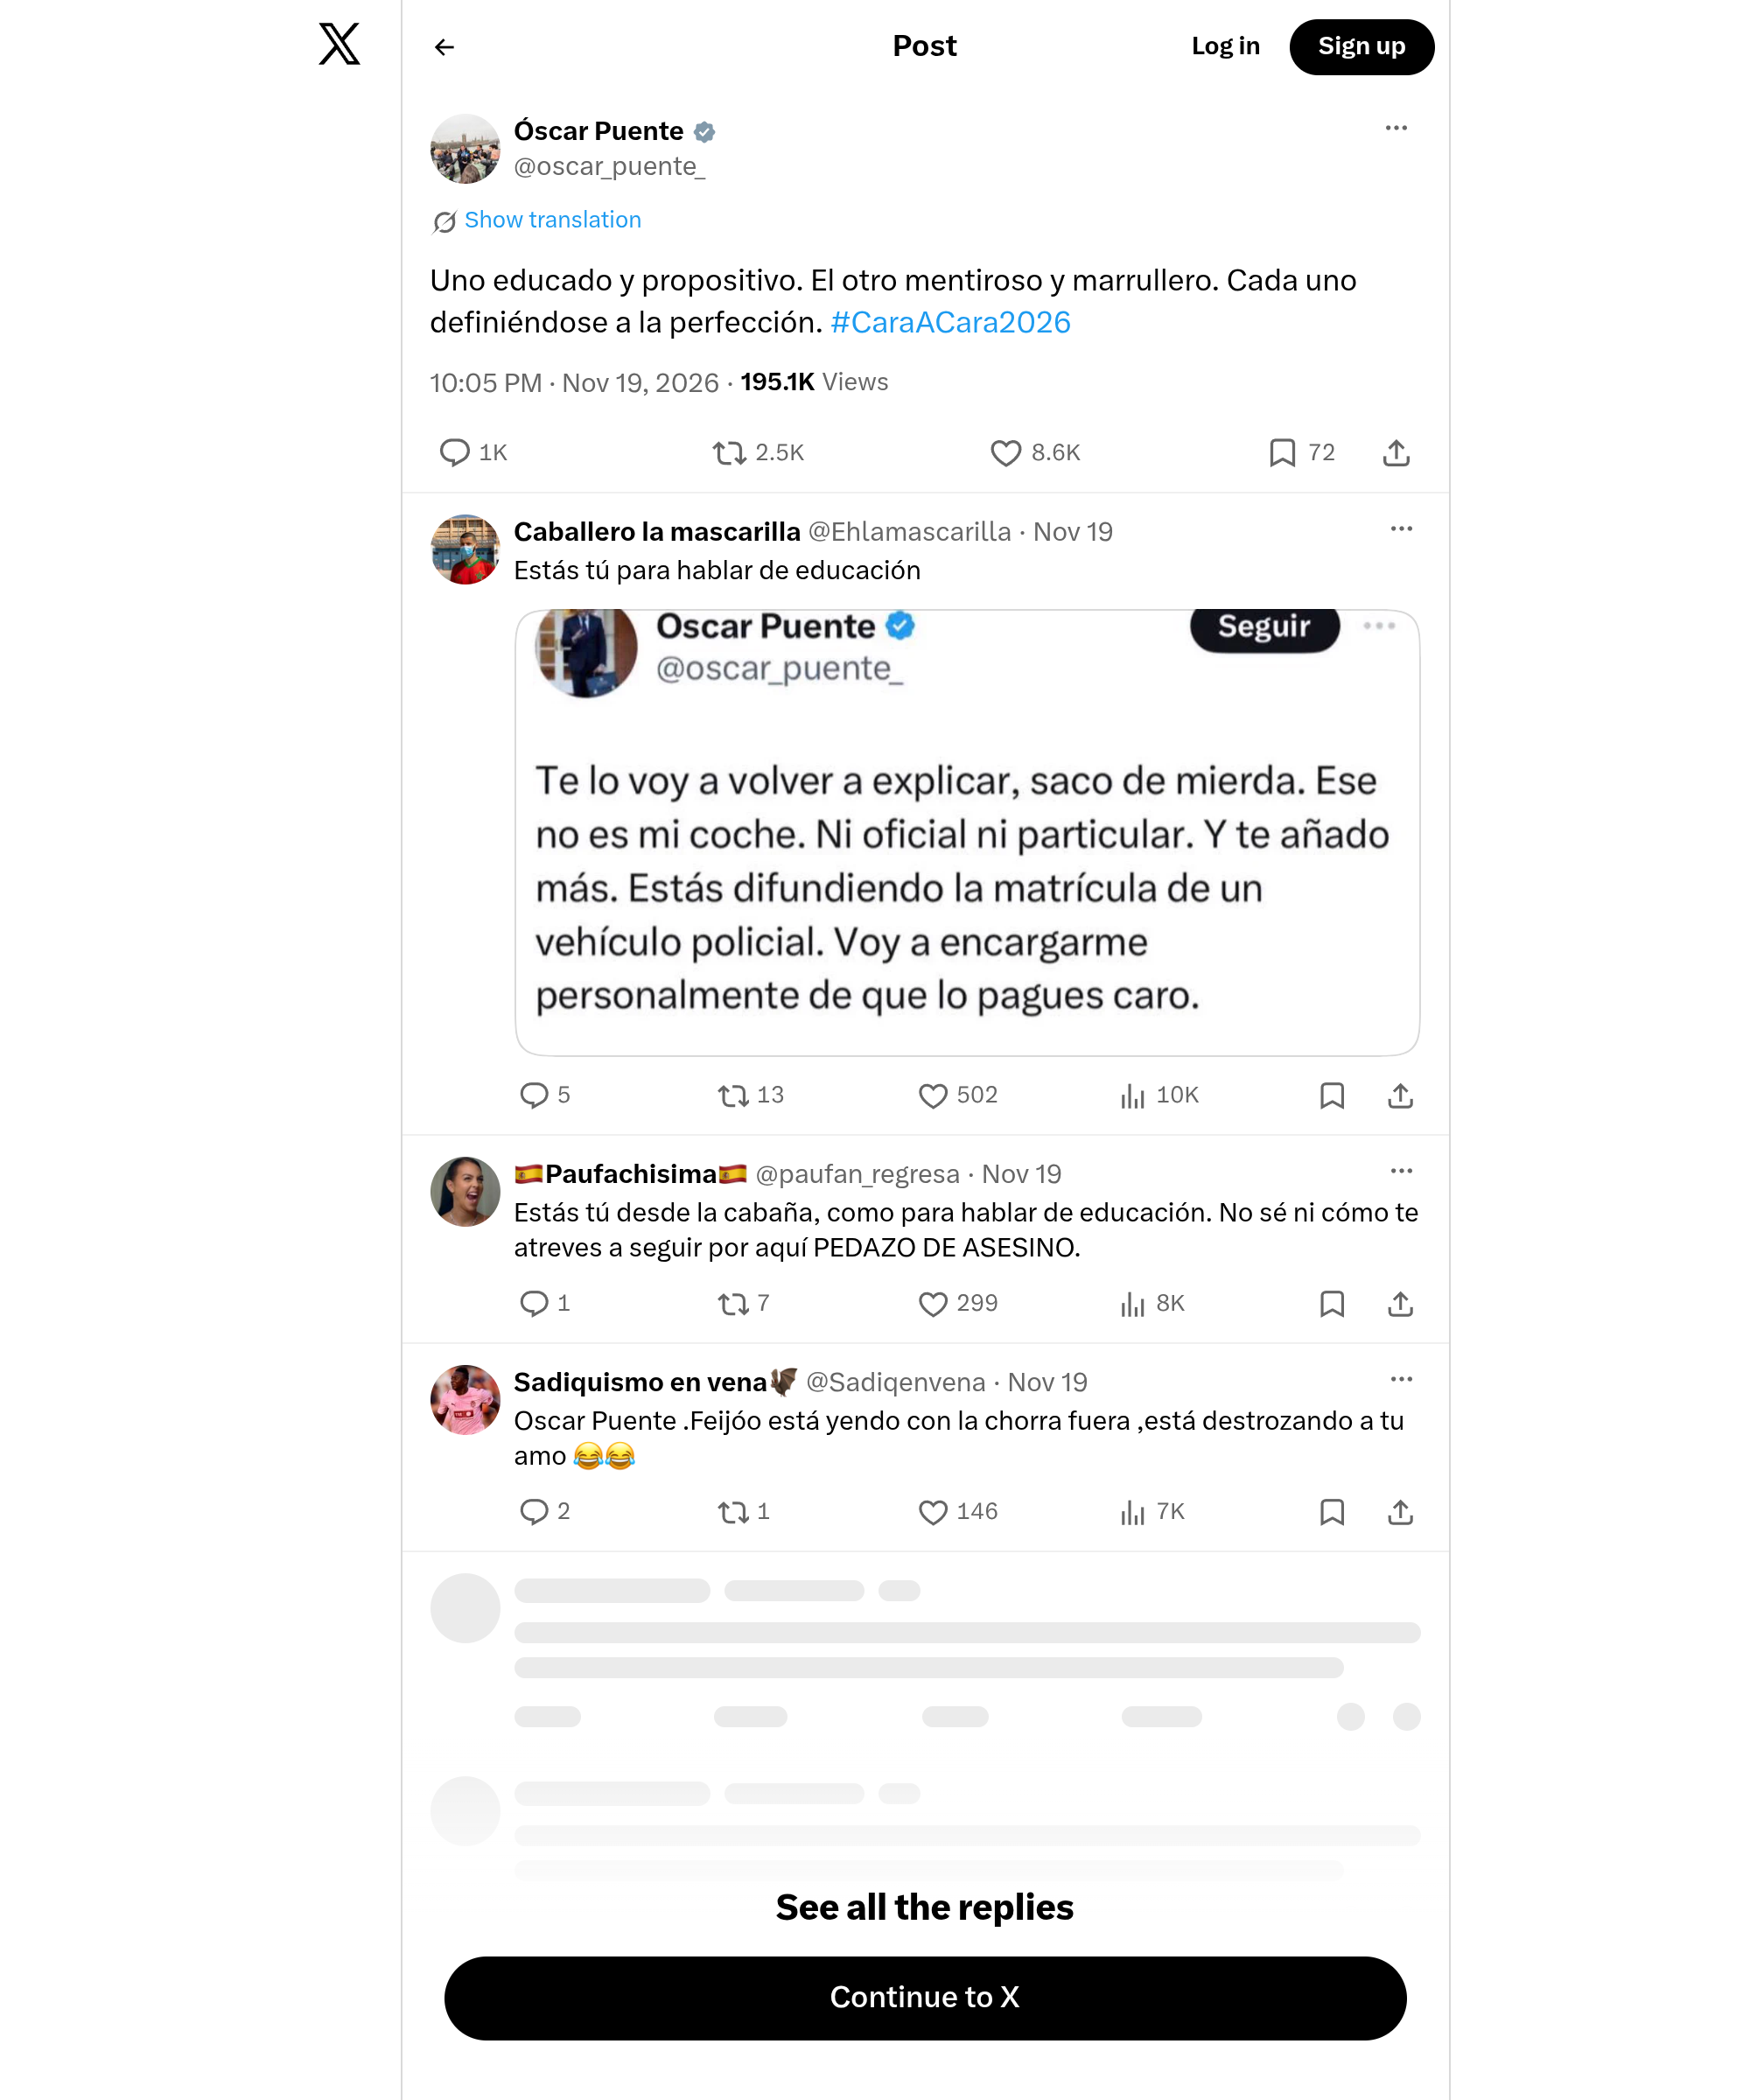 Post
Log in
Sign up
Óscar Puente
@oscar_puente_
Show translation
Uno educado y propositivo. El otro mentiroso y marrullero. Cada uno
definiéndose a la perfección. #CaraACara2026
10:05 PM · Nov 19, 2026 · 195.1K Views
1K 2.5K 8.6K 72
Caballero la mascarilla @Ehlamascarilla · Nov 19
Estás tú para hablar de educación
Oscar Puente
Seguir
@oscar_puente_
Te lo voy a volver a explicar, saco de mierda. Ese
no es mi coche. Ni oficial ni particular. Y te añado
más. Estás difundiendo la matrícula de un
vehículo policial. Voy a encargarme
personalmente de que lo pagues caro.
5 13 502 10K
🇪🇸Paufachisima🇪🇸 @paufan_regresa · Nov 19
Estás tú desde la cabaña, como para hablar de educación. No sé ni cómo te
atreves a seguir por aquí PEDAZO DE ASESINO.
1 7 299 8K
Sadiquismo en vena🦇 @Sadiqenvena · Nov 19
Oscar Puente .Feijóo está yendo con la chorra fuera ,está destrozando a tu
amo 😂😂
2 1 146 7K
See all the replies
Continue to X